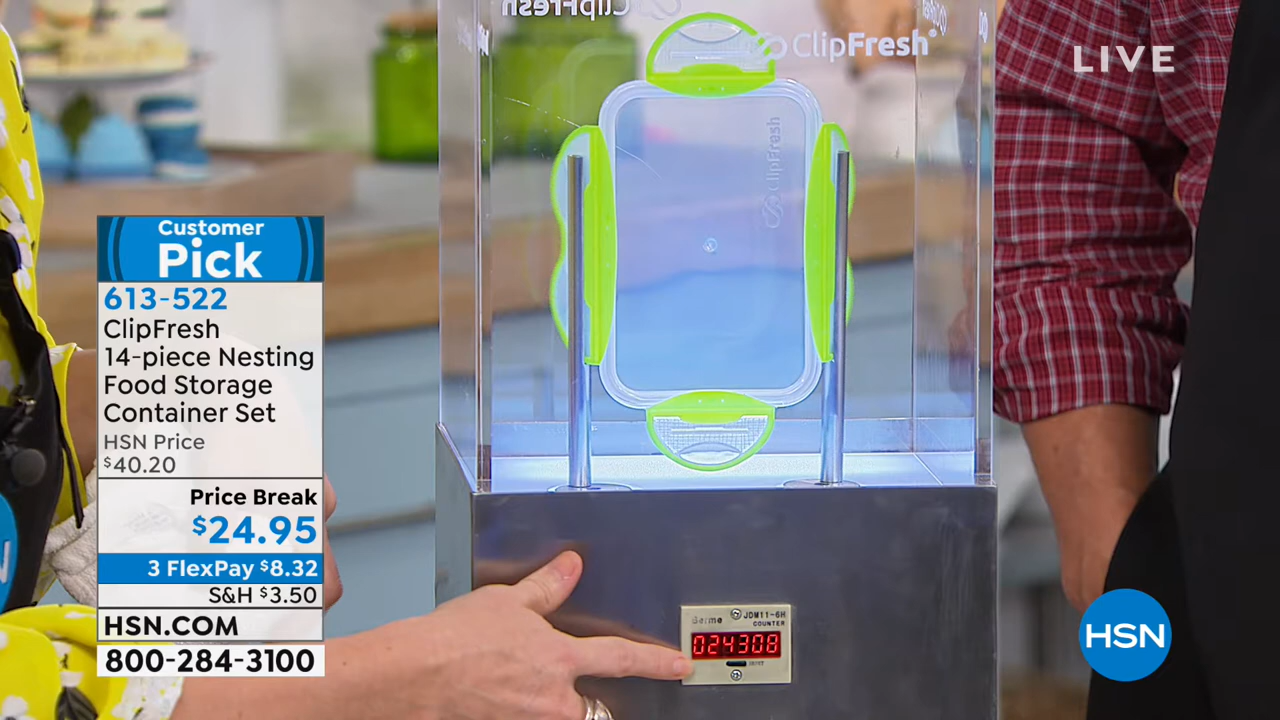 ClipFresh
LIVE
ClipFresh
Customer
Pick
613-522
ClipFresh
14-piece Nesting
Food Storage
Container Set
HSN Price
$40.20
Price Break
$24.95
3 FlexPay $8.32
S&H $3.50
HSN.COM
800-284-3100
JDM11-6H
COUNTER
024308
HSN